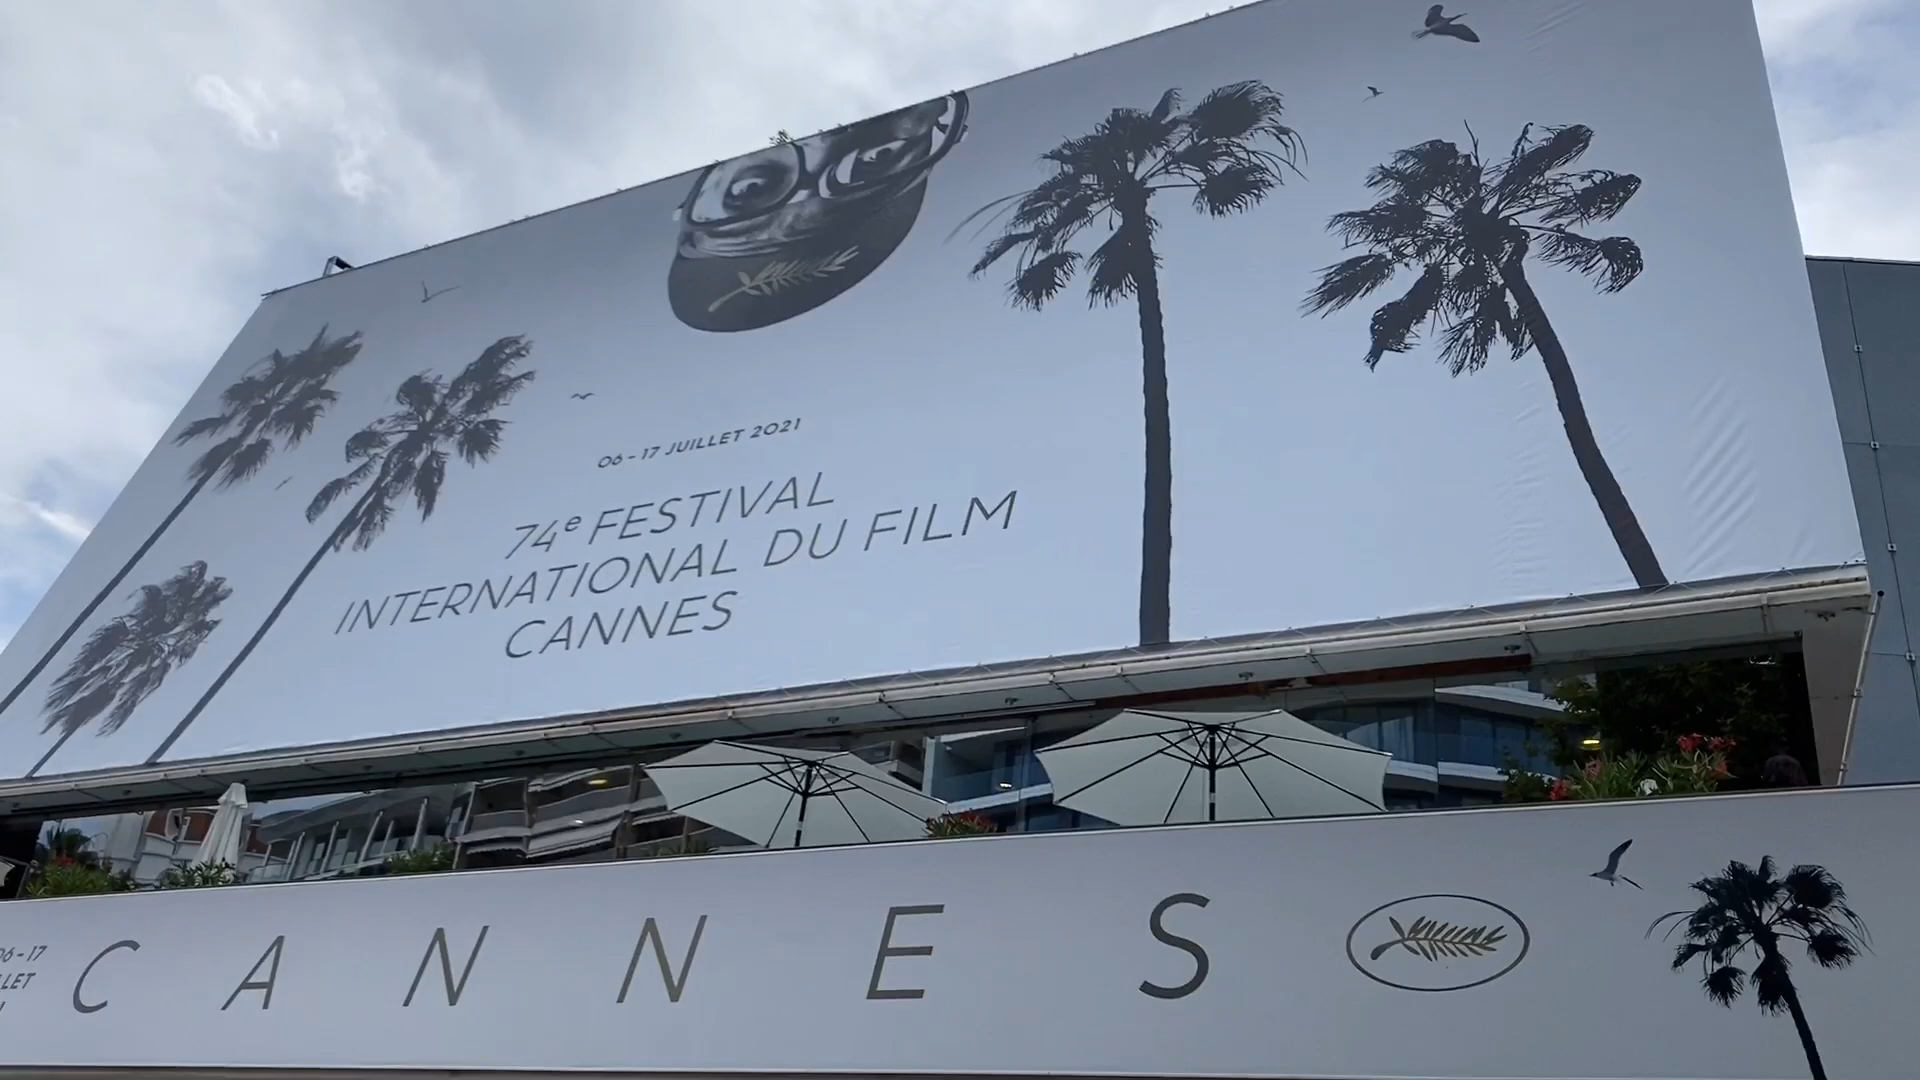 06-17 JUILLET 2021
74e FESTIVAL
INTERNATIONAL DU FILM
CANNES
06-17
LLET
CANNES